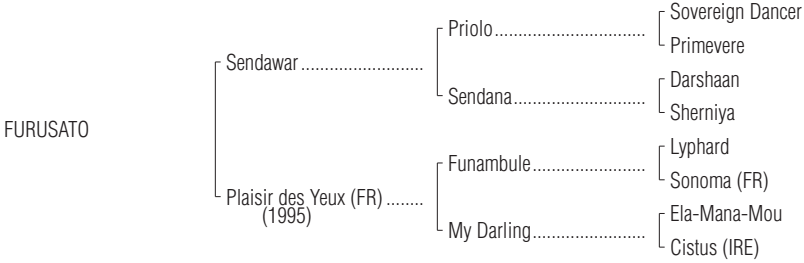 Sovereign Dancer
Priolo................................
Primevere
Sendawar..........................
Darshaan
Sendana............................
Sherniya
FURUSATO
Lyphard
Funambule........................
Sonoma (FR)
Plaisir des Yeux (FR) ........
(1995)
Ela-Mana-Mou
My Darling........................
Cistus (IRE)